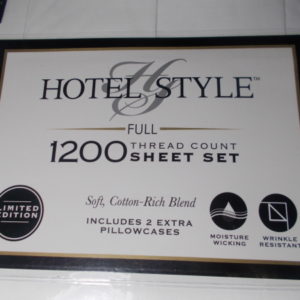 HS
HOTEL STYLE™
FULL
1200 THREAD COUNT
SHEET SET
LIMITED
EDITION
Soft, Cotton-Rich Blend
INCLUDES 2 EXTRA
PILLOWCASES
MOISTURE
WICKING
WRINKLE
RESISTANT